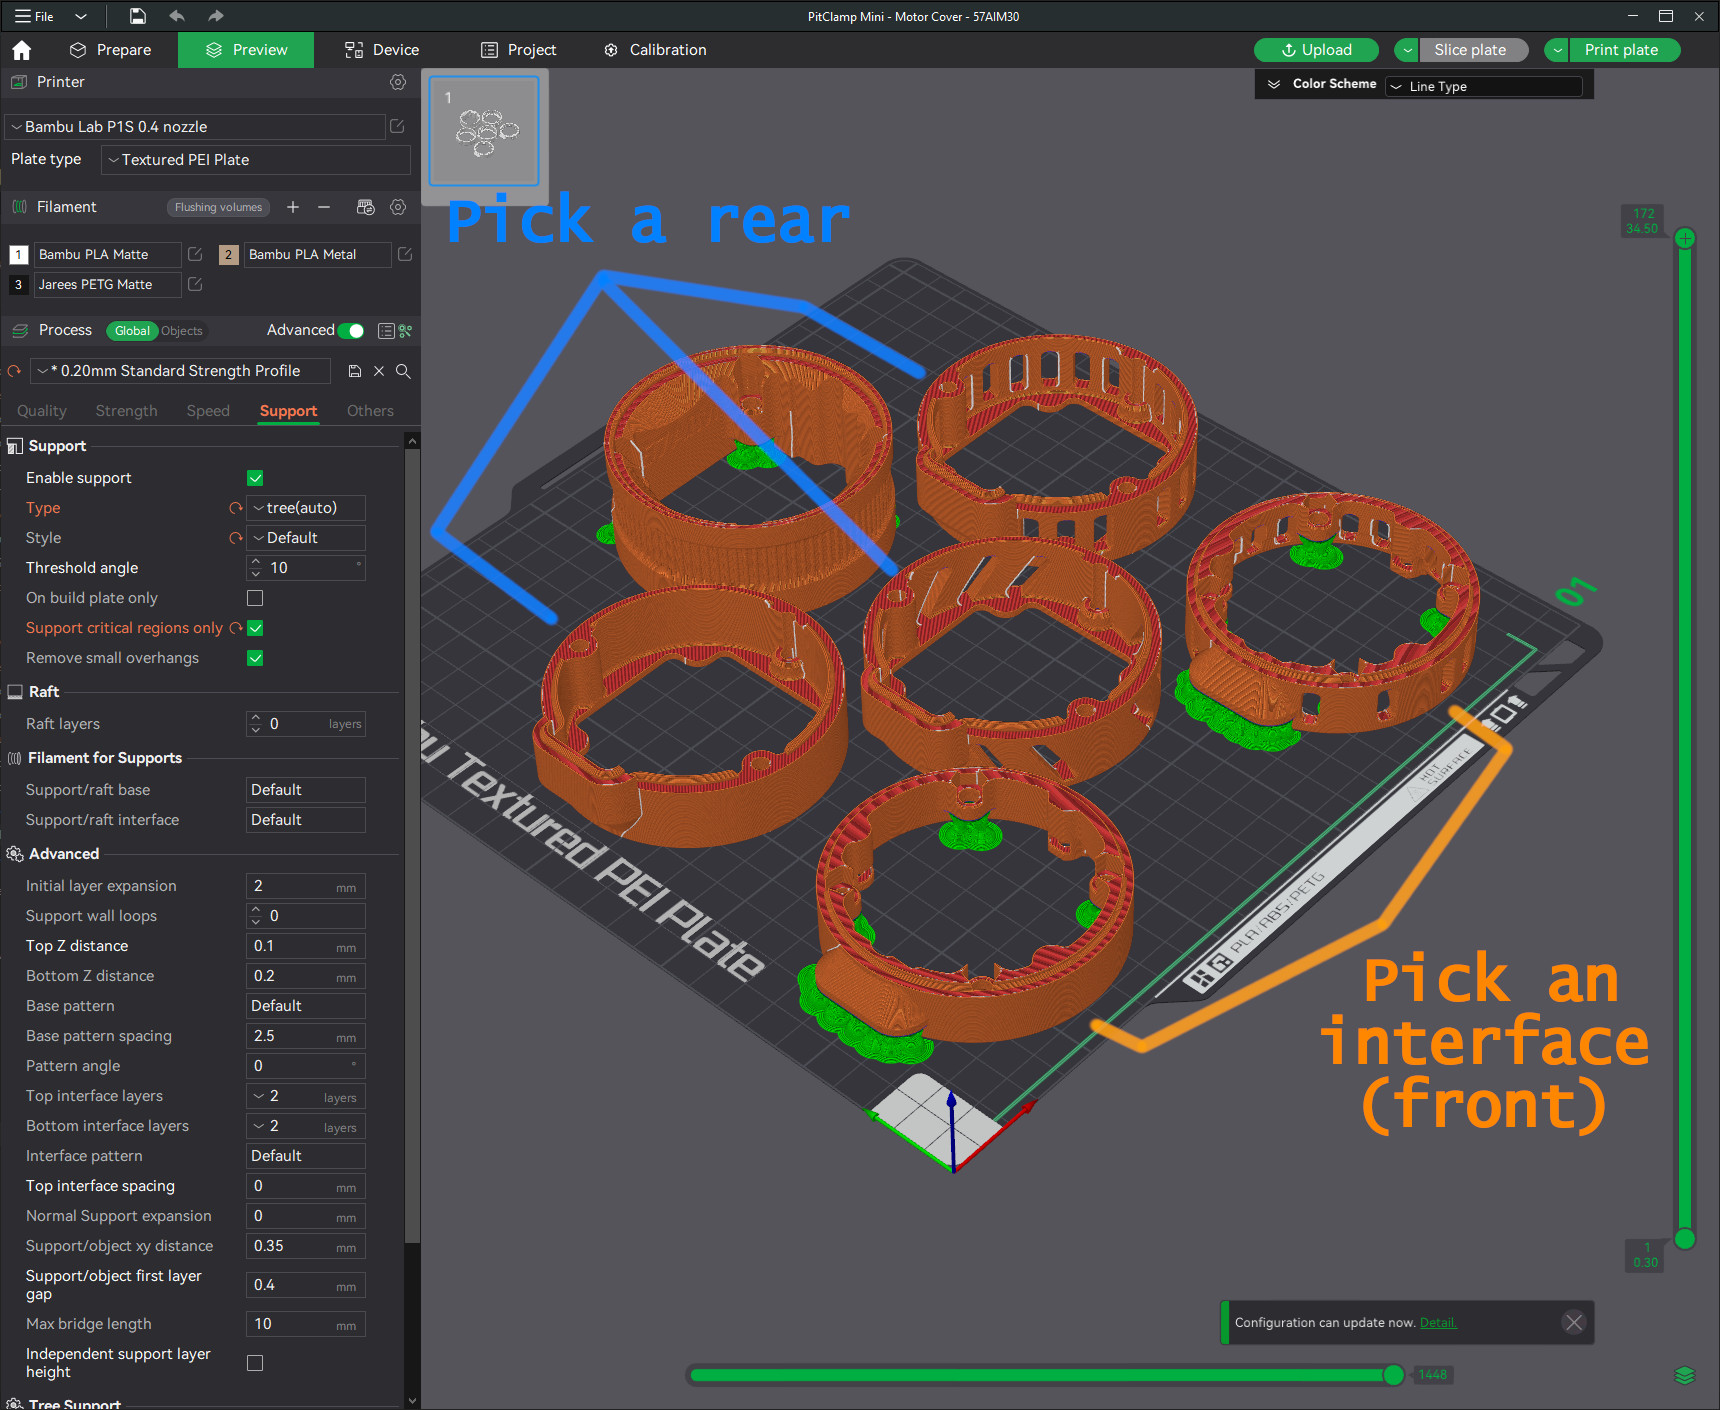 File
PitClamp Mini - Motor Cover - 57AIM30
Prepare
Preview
Device
Project
Calibration
Upload
Slice plate
Print plate
Printer
Color Scheme
Line Type
1
Bambu Lab P1S 0.4 nozzle
Plate type
Textured PEI Plate
Filament
Flushing volumes
1 Bambu PLA Matte
2 Bambu PLA Metal
3 Jarees PETG Matte
Process
Global
Objects
Advanced
* 0.20mm Standard Strength Profile
Quality
Strength
Speed
Support
Others
Support
Enable support
Type
tree(auto)
Style
Default
Threshold angle
10 °
On build plate only
Support critical regions only
Remove small overhangs
Raft
Raft layers
0 layers
Filament for Supports
Support/raft base
Default
Support/raft interface
Default
Advanced
Initial layer expansion
2 mm
Support wall loops
0
Top Z distance
0.1 mm
Bottom Z distance
0.2 mm
Base pattern
Default
Base pattern spacing
2.5 mm
Pattern angle
0 °
Top interface layers
2 layers
Bottom interface layers
2 layers
Interface pattern
Default
Top interface spacing
0 mm
Normal Support expansion
0 mm
Support/object xy distance
0.35 mm
Support/object first layer
gap
0.4 mm
Max bridge length
10 mm
Independent support layer
height
Tree Support
Pick a rear
172
34.50
01
HOT
SURFACE
PLA/ABS/PETG
Textured PEI Plate
Pick an
interface
(front)
1
0.30
Configuration can update now. Detail.
1448